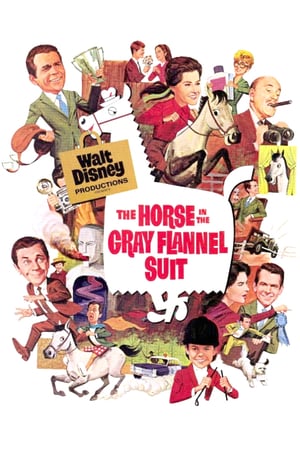 Walt
Disney
PRODUCTIONS
THE HORSE IN THE
GRAY FLANNEL
SUIT